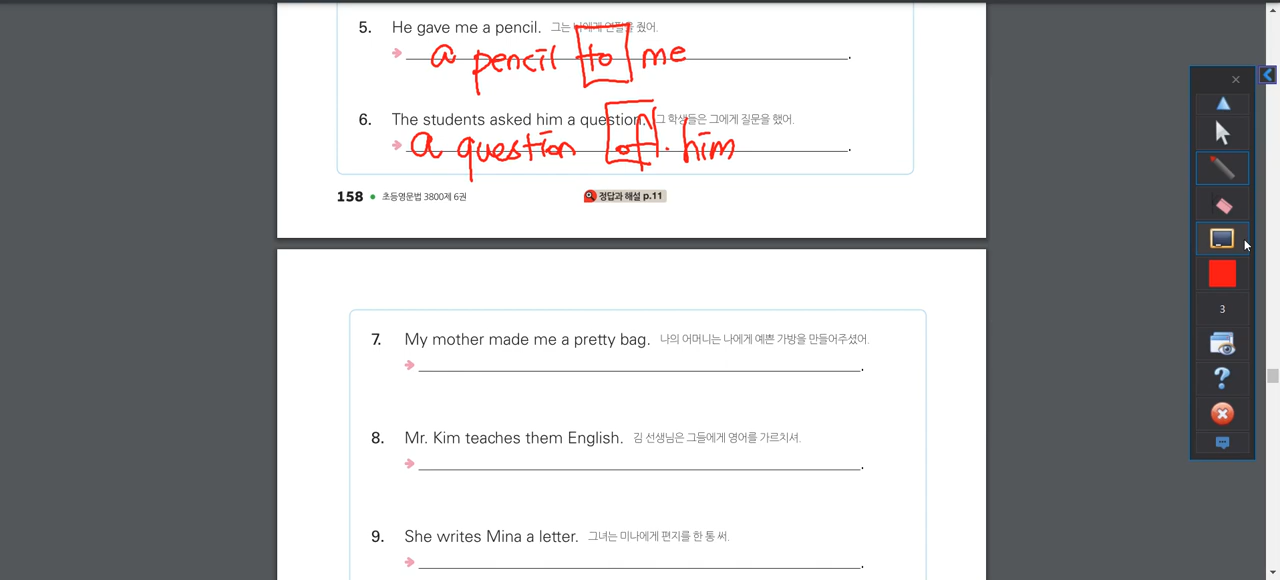 5. He gave me a pencil. 그는 나에게 연필을 줬어.
➔ a pencil to me .
6. The students asked him a question. 그 학생들은 그에게 질문을 했어.
➔ a question of. him .
158 • 초등영문법 3800제 6권 정답과 해설 p.11
7. My mother made me a pretty bag. 나의 어머니는 나에게 예쁜 가방을 만들어주셨어.
➔ .
8. Mr. Kim teaches them English. 김 선생님은 그들에게 영어를 가르치셔.
➔ .
9. She writes Mina a letter. 그녀는 미나에게 편지를 한 통 써.
➔ .
3